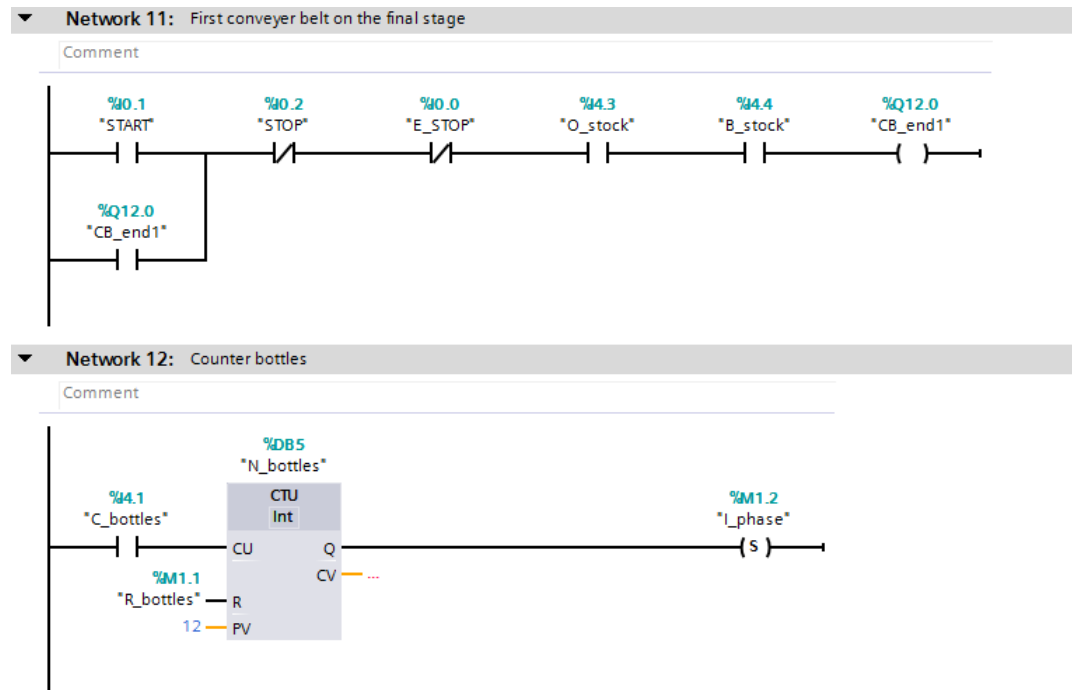 Network 11: First conveyer belt on the final stage
Comment
%I0.1 %I0.2 %I0.0 %I4.3 %I4.4 %Q12.0
"START" "STOP" "E_STOP" "O_stock" "B_stock" "CB_end1"
%Q12.0
"CB_end1"
Network 12: Counter bottles
Comment
%DB5
"N_bottles"
%I4.1 CTU %M1.2
"C_bottles" Int "I_phase"
CU Q S
%M1.1 CV ...
"R_bottles" R
12 PV